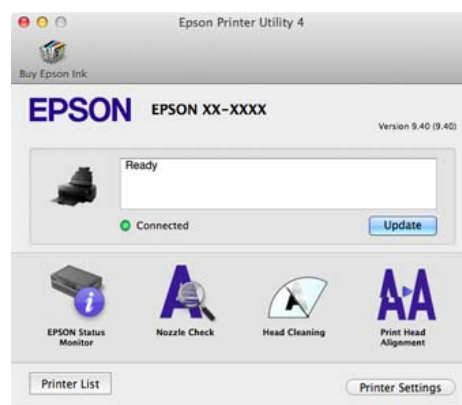 Epson Printer Utility 4
Buy Epson Ink
EPSON
EPSON XX-XXXX
Version 9.40 (9.40)
Ready
Connected
Update
EPSON Status
Monitor
Nozzle Check
Head Cleaning
Print Head
Alignment
Printer List
Printer Settings